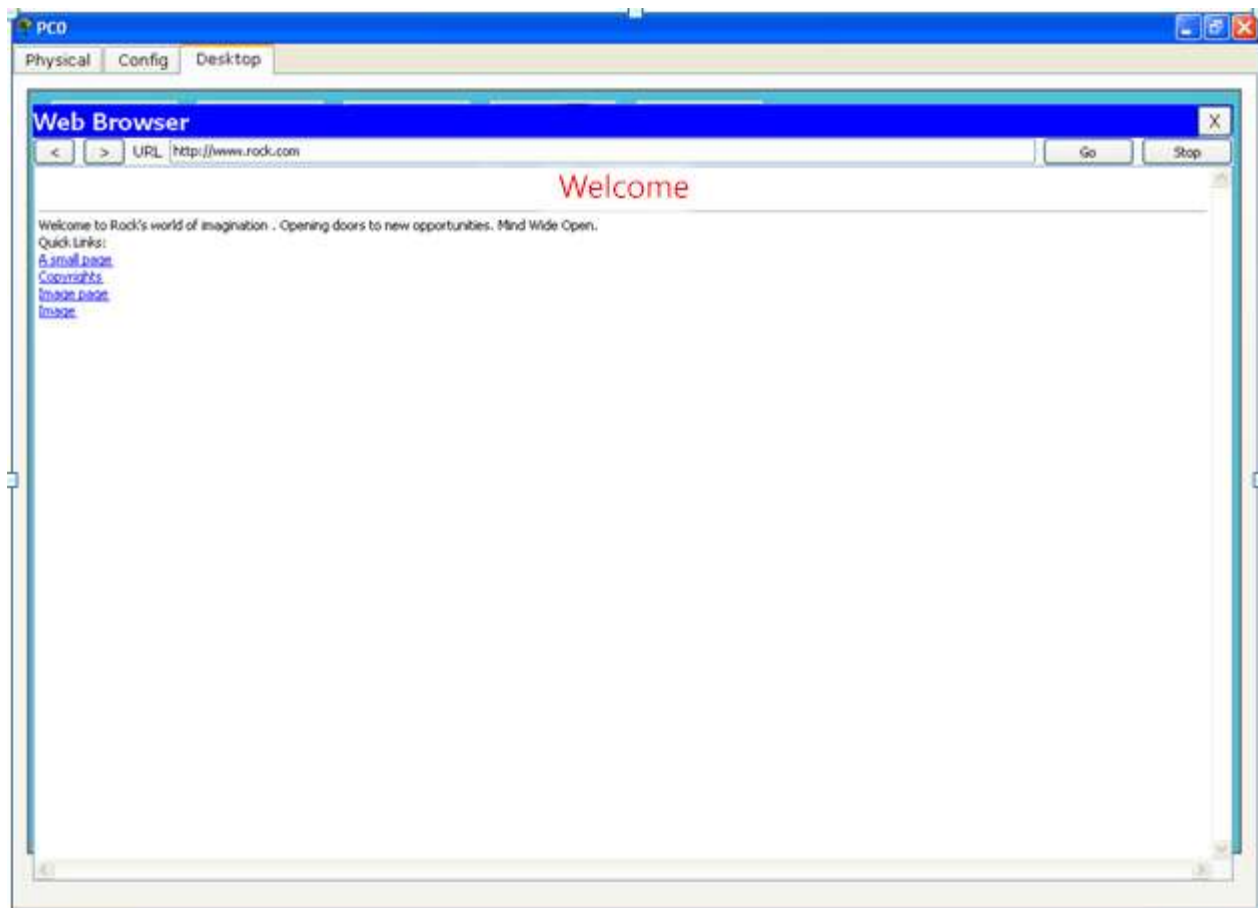 PC0
Physical Config Desktop
Web Browser X
< > URL http://www.rock.com Go Stop
Welcome
Welcome to Rock's world of imagination . Opening doors to new opportunities. Mind Wide Open.
Quick Links:
A small page
Copyrights
Image page
Image